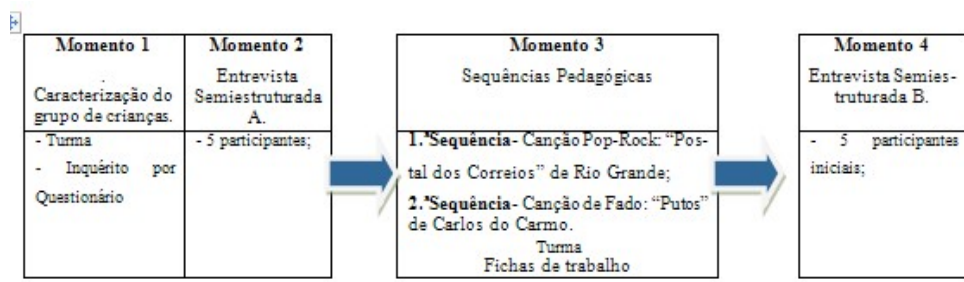 Momento 1
.
Caracterização do
grupo de crianças.
- Turma
- Inquérito por
Questionário
Momento 2
Entrevista
Semiestruturada
A.
- 5 participantes;
Momento 3
Sequências Pedagógicas
1.ªSequência- Canção Pop-Rock: “Pos-
tal dos Correios” de Rio Grande;
2.ªSequência- Canção de Fado: “Putos”
de Carlos do Carmo.
Turma
Fichas de trabalho
Momento 4
Entrevista Semies-
truturada B.
- 5 participantes
iniciais;